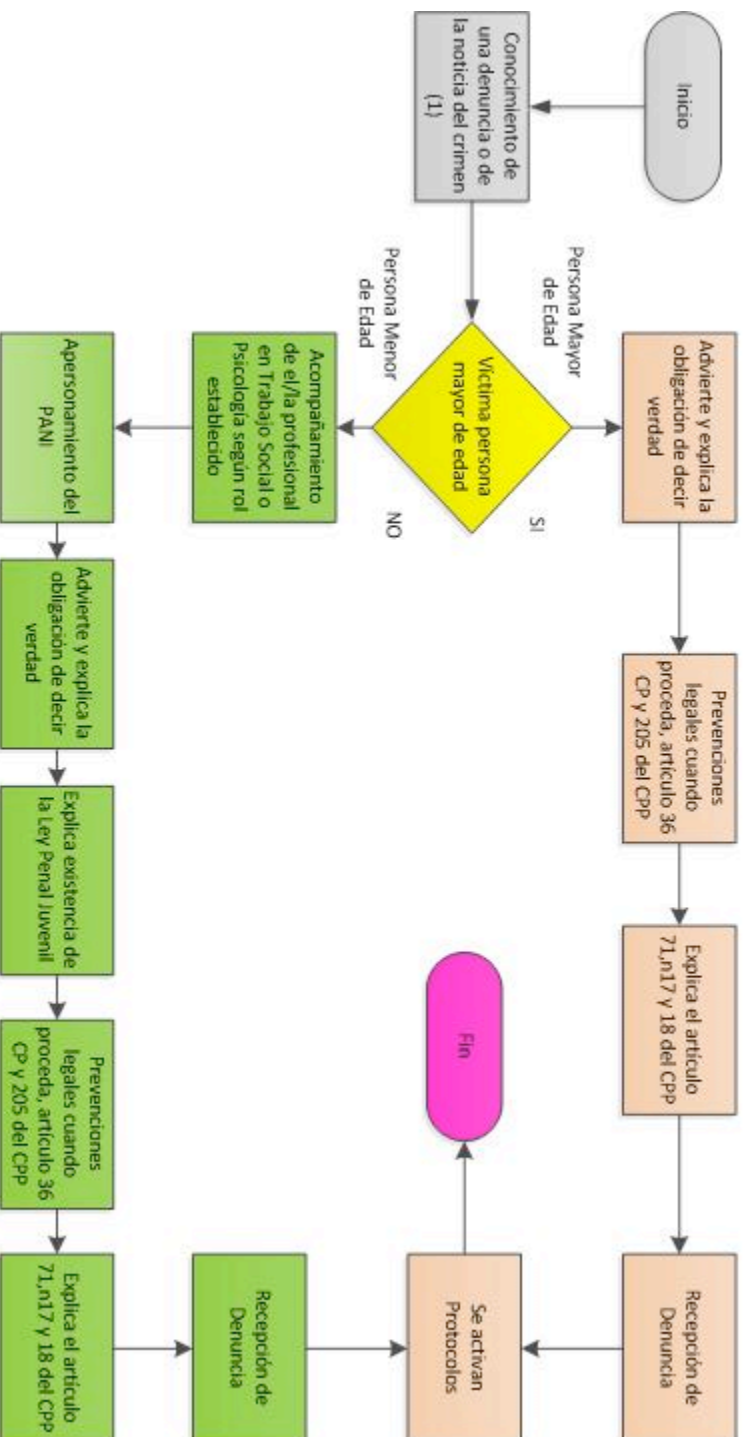 Inicio
Conocimiento de
una denuncia o de
la noticia del crimen
(1)
Víctima persona
mayor de edad
Persona Mayor
de Edad
SI
Advierte y explica la
obligación de decir
verdad
Prevenciones
legales cuando
proceda, artículo 36
CP y 205 del CPP
Explica el artículo
71,n17 y 18 del CPP
Recepción de
Denuncia
Persona Menor
de Edad
NO
Acompañamiento
de el/la profesional
en Trabajo Social o
Psicología según rol
establecido
Apersonamiento del
PANI
Advierte y explica la
obligación de decir
verdad
Explica existencia de
la Ley Penal Juvenil
Prevenciones
legales cuando
proceda, artículo 36
CP y 205 del CPP
Explica el artículo
71,n17 y 18 del CPP
Recepción de
Denuncia
Se activan
Protocolos
Fin